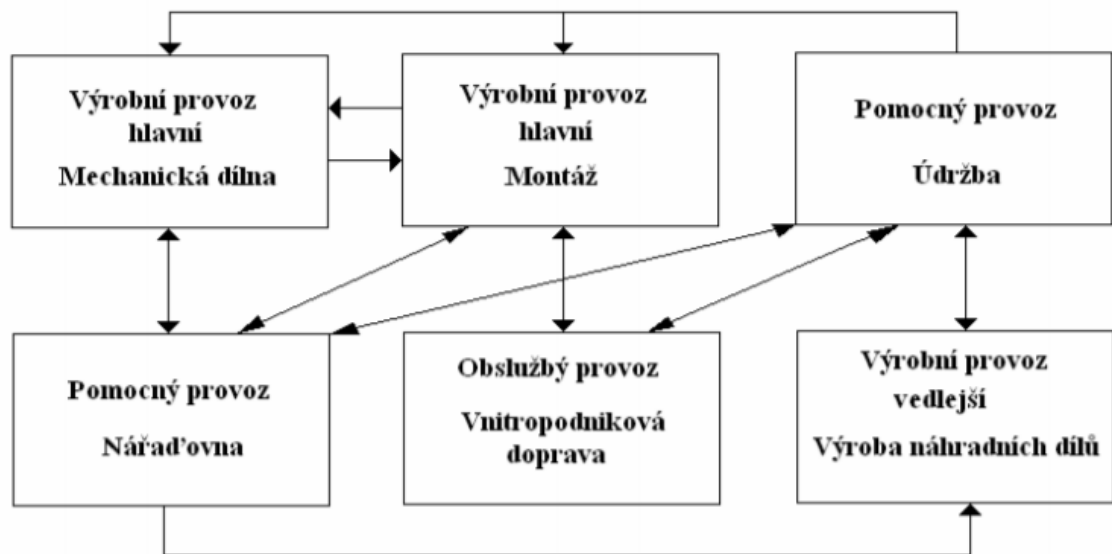 Výrobní provoz
hlavní
Mechanická dílna
Výrobní provoz
hlavní
Montáž
Pomocný provoz
Údržba
Pomocný provoz
Nářaďovna
Obslužbý provoz
Vnitropodniková
doprava
Výrobní provoz
vedlejší
Výroba náhradních dílů